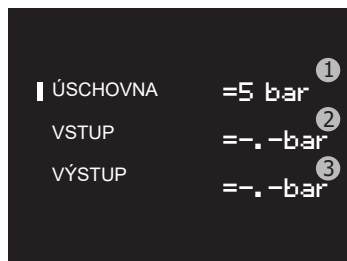 ÚSCHOVNA =5 bar 1
VSTUP =-.-bar 2
VÝSTUP =-.-bar 3